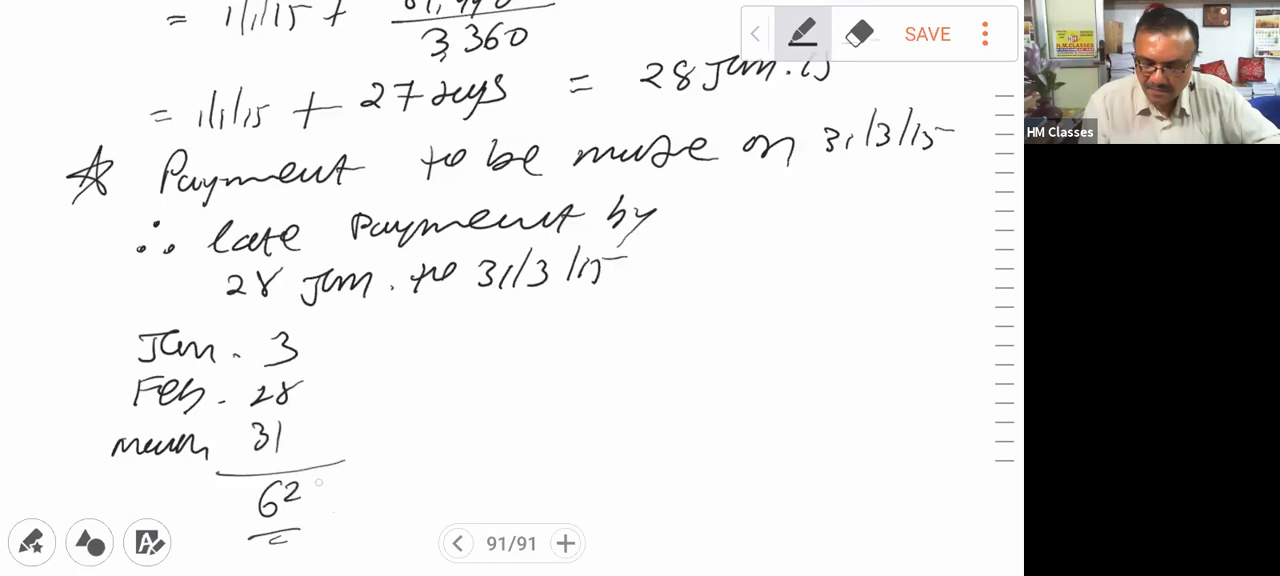 = 1/1/15 +
3,360
= 1/1/15 + 27 days = 28 Jan. 15
☆ Payment to be made on 31/3/15
∴ late payment by
28 Jan. to 31/3/15
Jan. 3
Feb. 28
March 31
62
SAVE
HM Classes
91/91